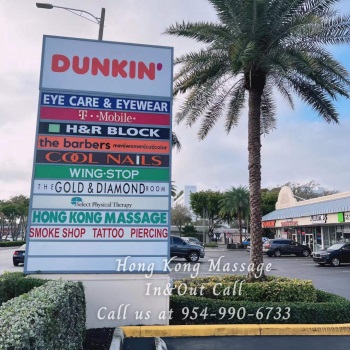 DUNKIN'
EYE CARE & EYEWEAR
T··Mobile·
H&R BLOCK
the barbers
COOL NAILS
WING·STOP
THE GOLD & DIAMOND ROOM
Select Physical Therapy
HONG KONG MASSAGE
SMOKE SHOP TATTOO PIERCING
Hong Kong Massage
In&Out Call
Call us at 954-990-6733